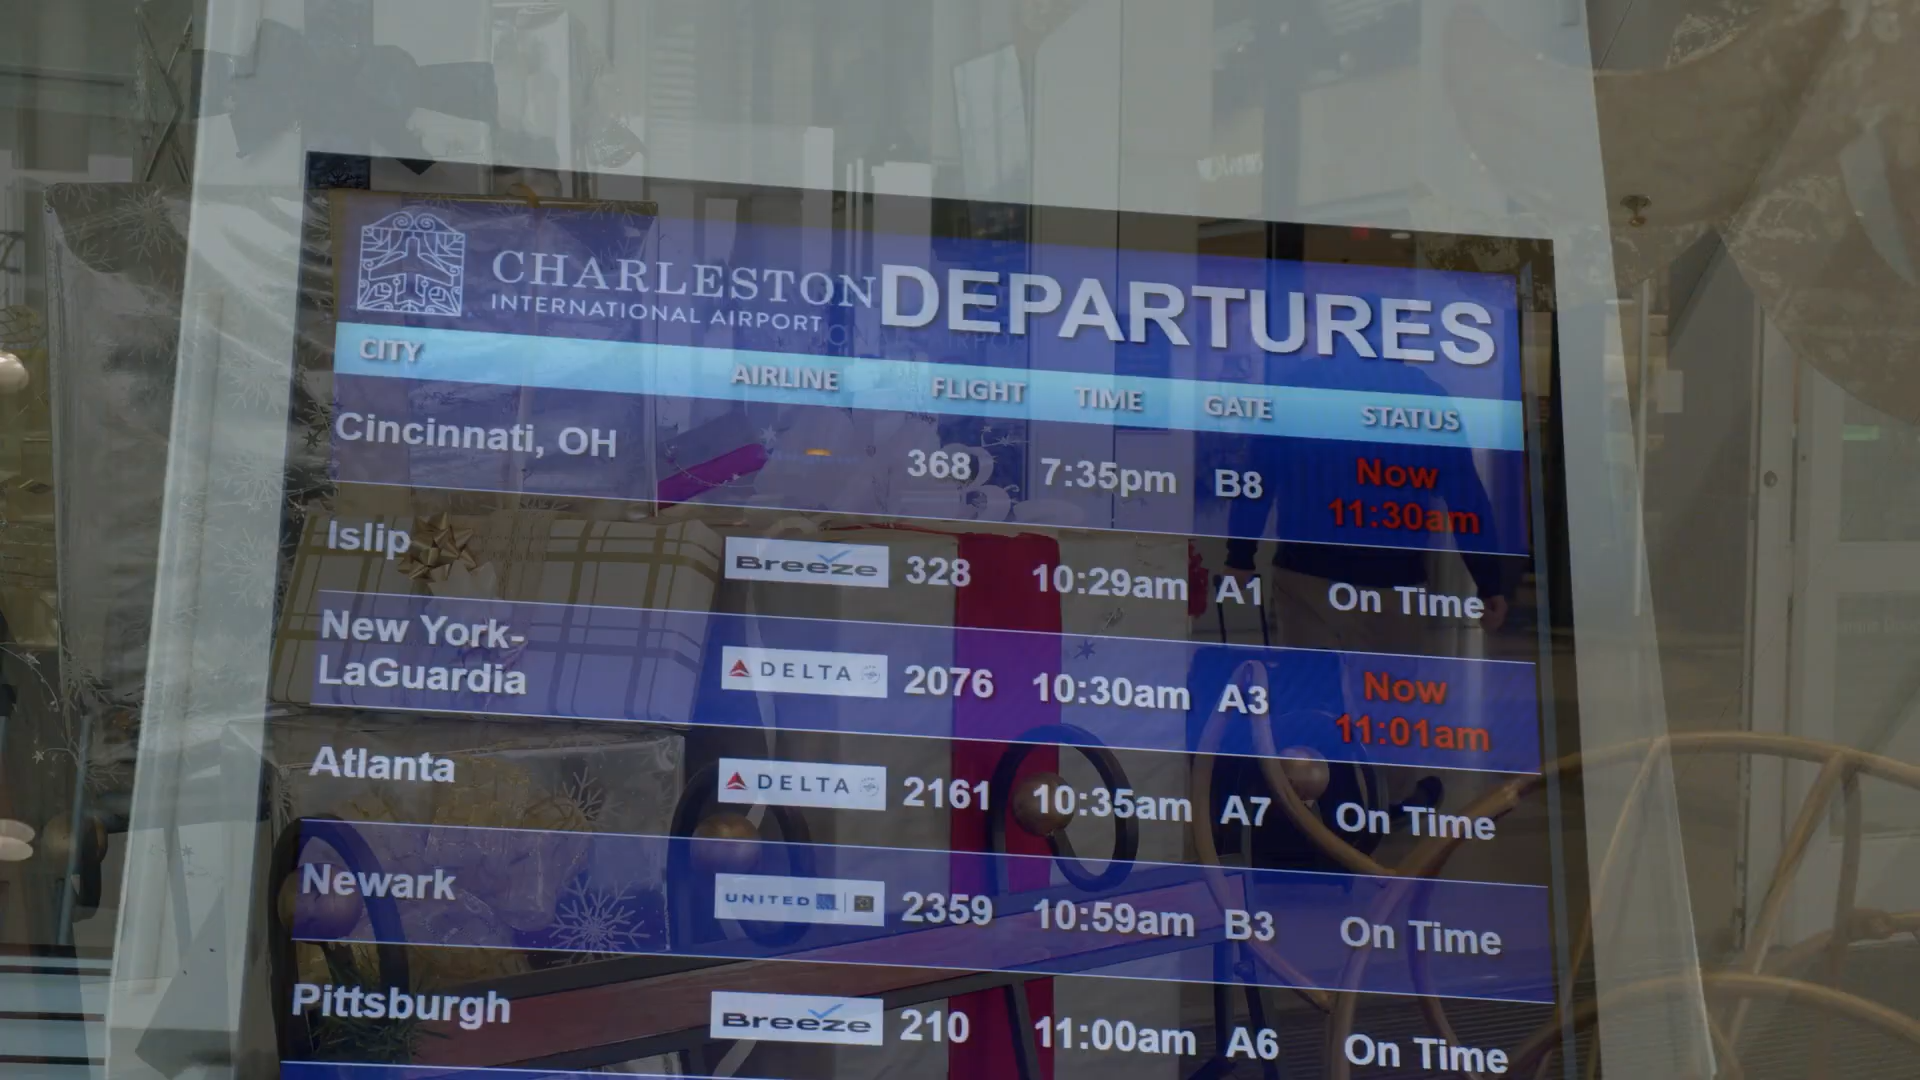 CHARLESTON DEPARTURES
INTERNATIONAL AIRPORT
CITY AIRLINE FLIGHT TIME GATE STATUS
Cincinnati, OH 368 7:35pm B8 Now 11:30am
Islip Breeze 328 10:29am A1 On Time
New York-LaGuardia DELTA 2076 10:30am A3 Now 11:01am
Atlanta DELTA 2161 10:35am A7 On Time
Newark UNITED 2359 10:59am B3 On Time
Pittsburgh Breeze 210 11:00am A6 On Time